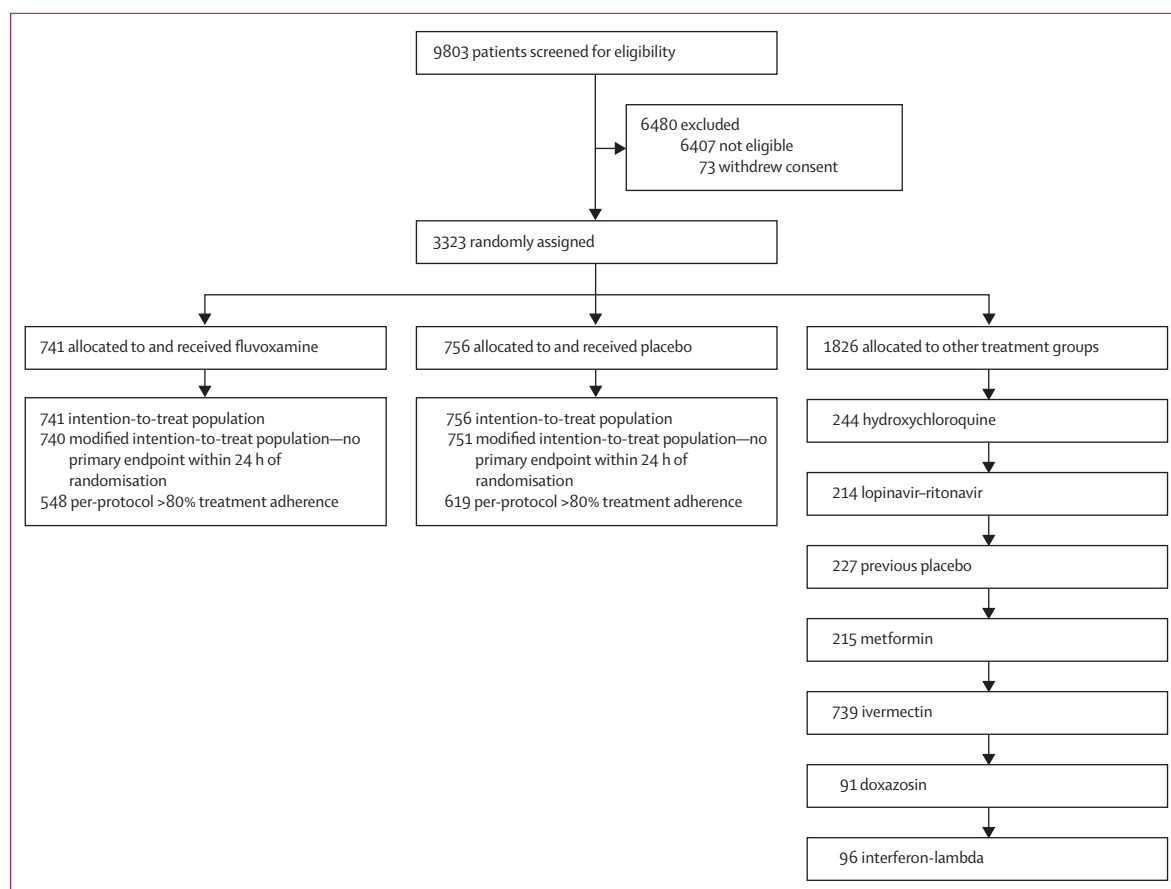 9803 patients screened for eligibility
6480 excluded
6407 not eligible
73 withdrew consent
3323 randomly assigned
741 allocated to and received fluvoxamine
756 allocated to and received placebo
1826 allocated to other treatment groups
741 intention-to-treat population
740 modified intention-to-treat population—no
primary endpoint within 24 h of
randomisation
548 per-protocol >80% treatment adherence
756 intention-to-treat population
751 modified intention-to-treat population—no
primary endpoint within 24 h of
randomisation
619 per-protocol >80% treatment adherence
244 hydroxychloroquine
214 lopinavir–ritonavir
227 previous placebo
215 metformin
739 ivermectin
91 doxazosin
96 interferon-lambda